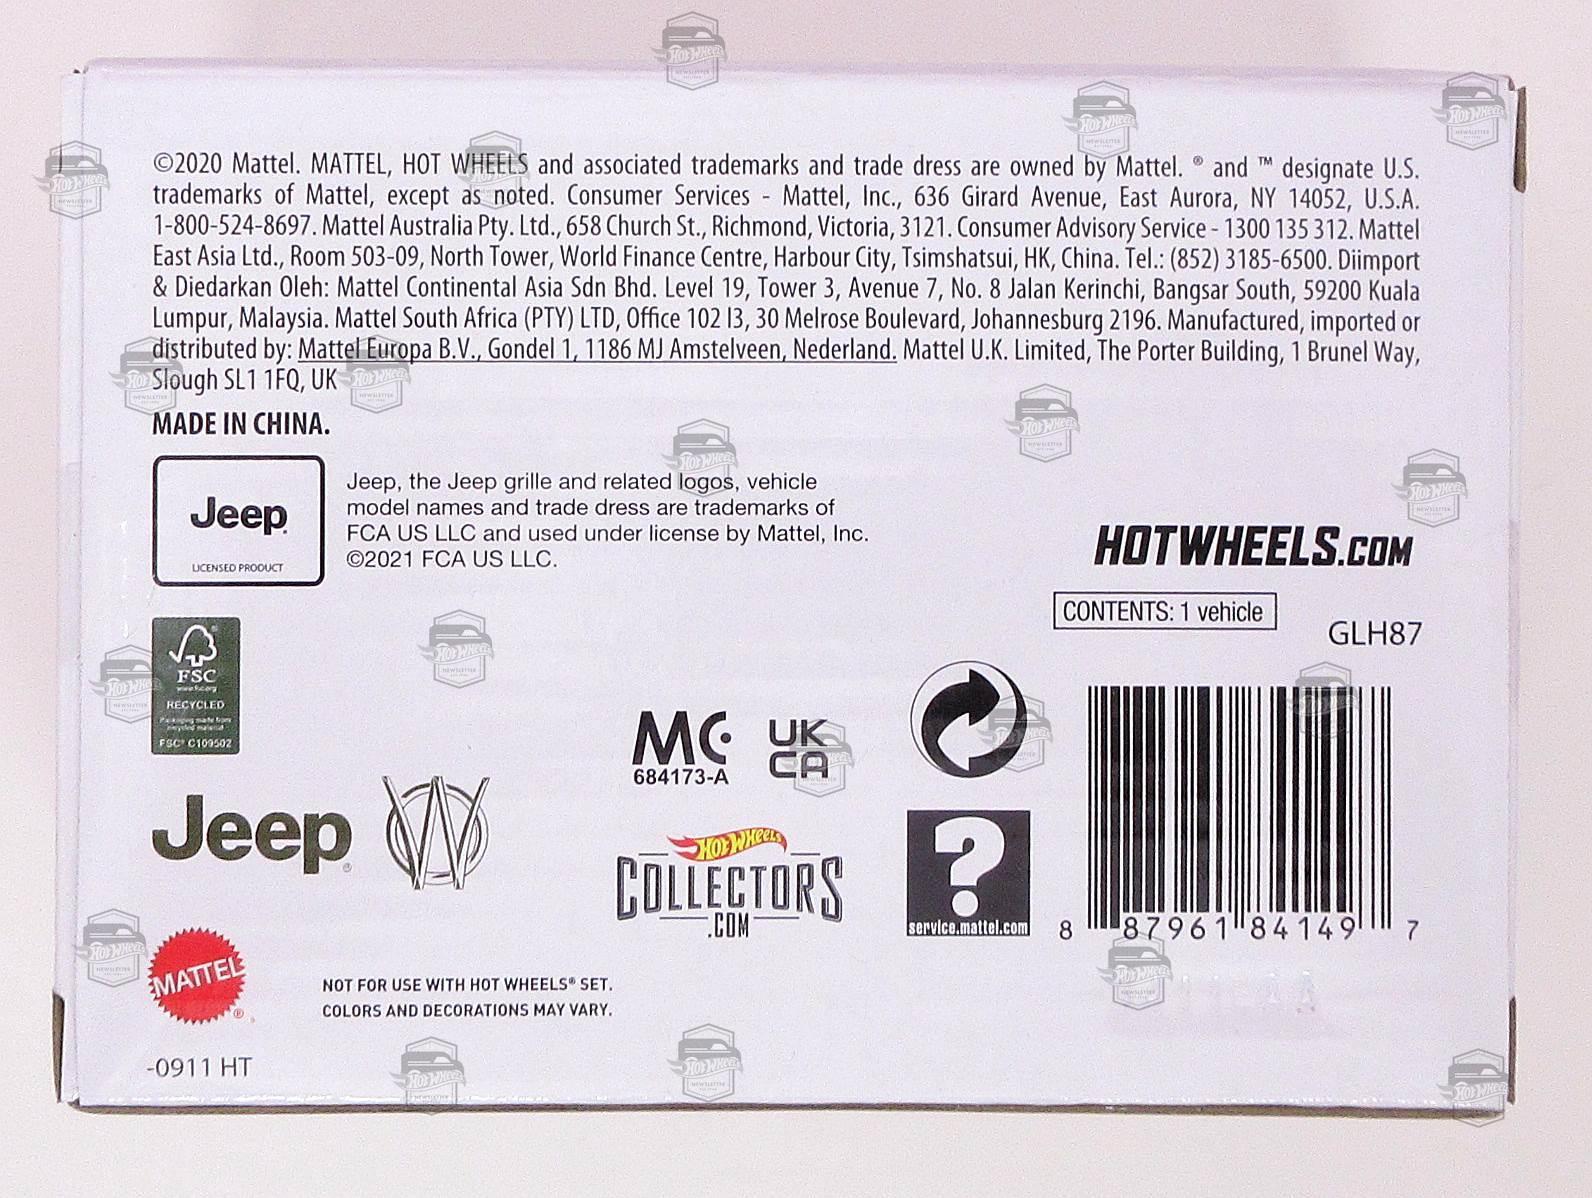 ©2020 Mattel. MATTEL, HOT WHEELS and associated trademarks and trade dress are owned by Mattel. ® and ™ designate U.S.
trademarks of Mattel, except as noted. Consumer Services - Mattel, Inc., 636 Girard Avenue, East Aurora, NY 14052, U.S.A.
1-800-524-8697. Mattel Australia Pty. Ltd., 658 Church St., Richmond, Victoria, 3121. Consumer Advisory Service - 1300 135 312. Mattel
East Asia Ltd., Room 503-09, North Tower, World Finance Centre, Harbour City, Tsimshatsui, HK, China. Tel.: (852) 3185-6500. Diimport
& Diedarkan Oleh: Mattel Continental Asia Sdn Bhd. Level 19, Tower 3, Avenue 7, No. 8 Jalan Kerinchi, Bangsar South, 59200 Kuala
Lumpur, Malaysia. Mattel South Africa (PTY) LTD, Office 102 I3, 30 Melrose Boulevard, Johannesburg 2196. Manufactured, imported or
distributed by: Mattel Europa B.V., Gondel 1, 1186 MJ Amstelveen, Nederland. Mattel U.K. Limited, The Porter Building, 1 Brunel Way,
Slough SL1 1FQ, UK
MADE IN CHINA.
Jeep
LICENSED PRODUCT
Jeep, the Jeep grille and related logos, vehicle
model names and trade dress are trademarks of
FCA US LLC and used under license by Mattel, Inc.
©2021 FCA US LLC.
HOTWHEELS.COM
CONTENTS: 1 vehicle
GLH87
FSC
www.fsc.org
RECYCLED
Packaging made from
recycled material
FSC® C109502
MC
684173-A
UK
CA
Jeep®
W
HOT WHEELS
COLLECTORS
.COM
?
service.mattel.com
8 87961 84149 7
MATTEL®
NOT FOR USE WITH HOT WHEELS® SET.
COLORS AND DECORATIONS MAY VARY.
-0911 HT
HOT WHEELS
NEWSLETTER